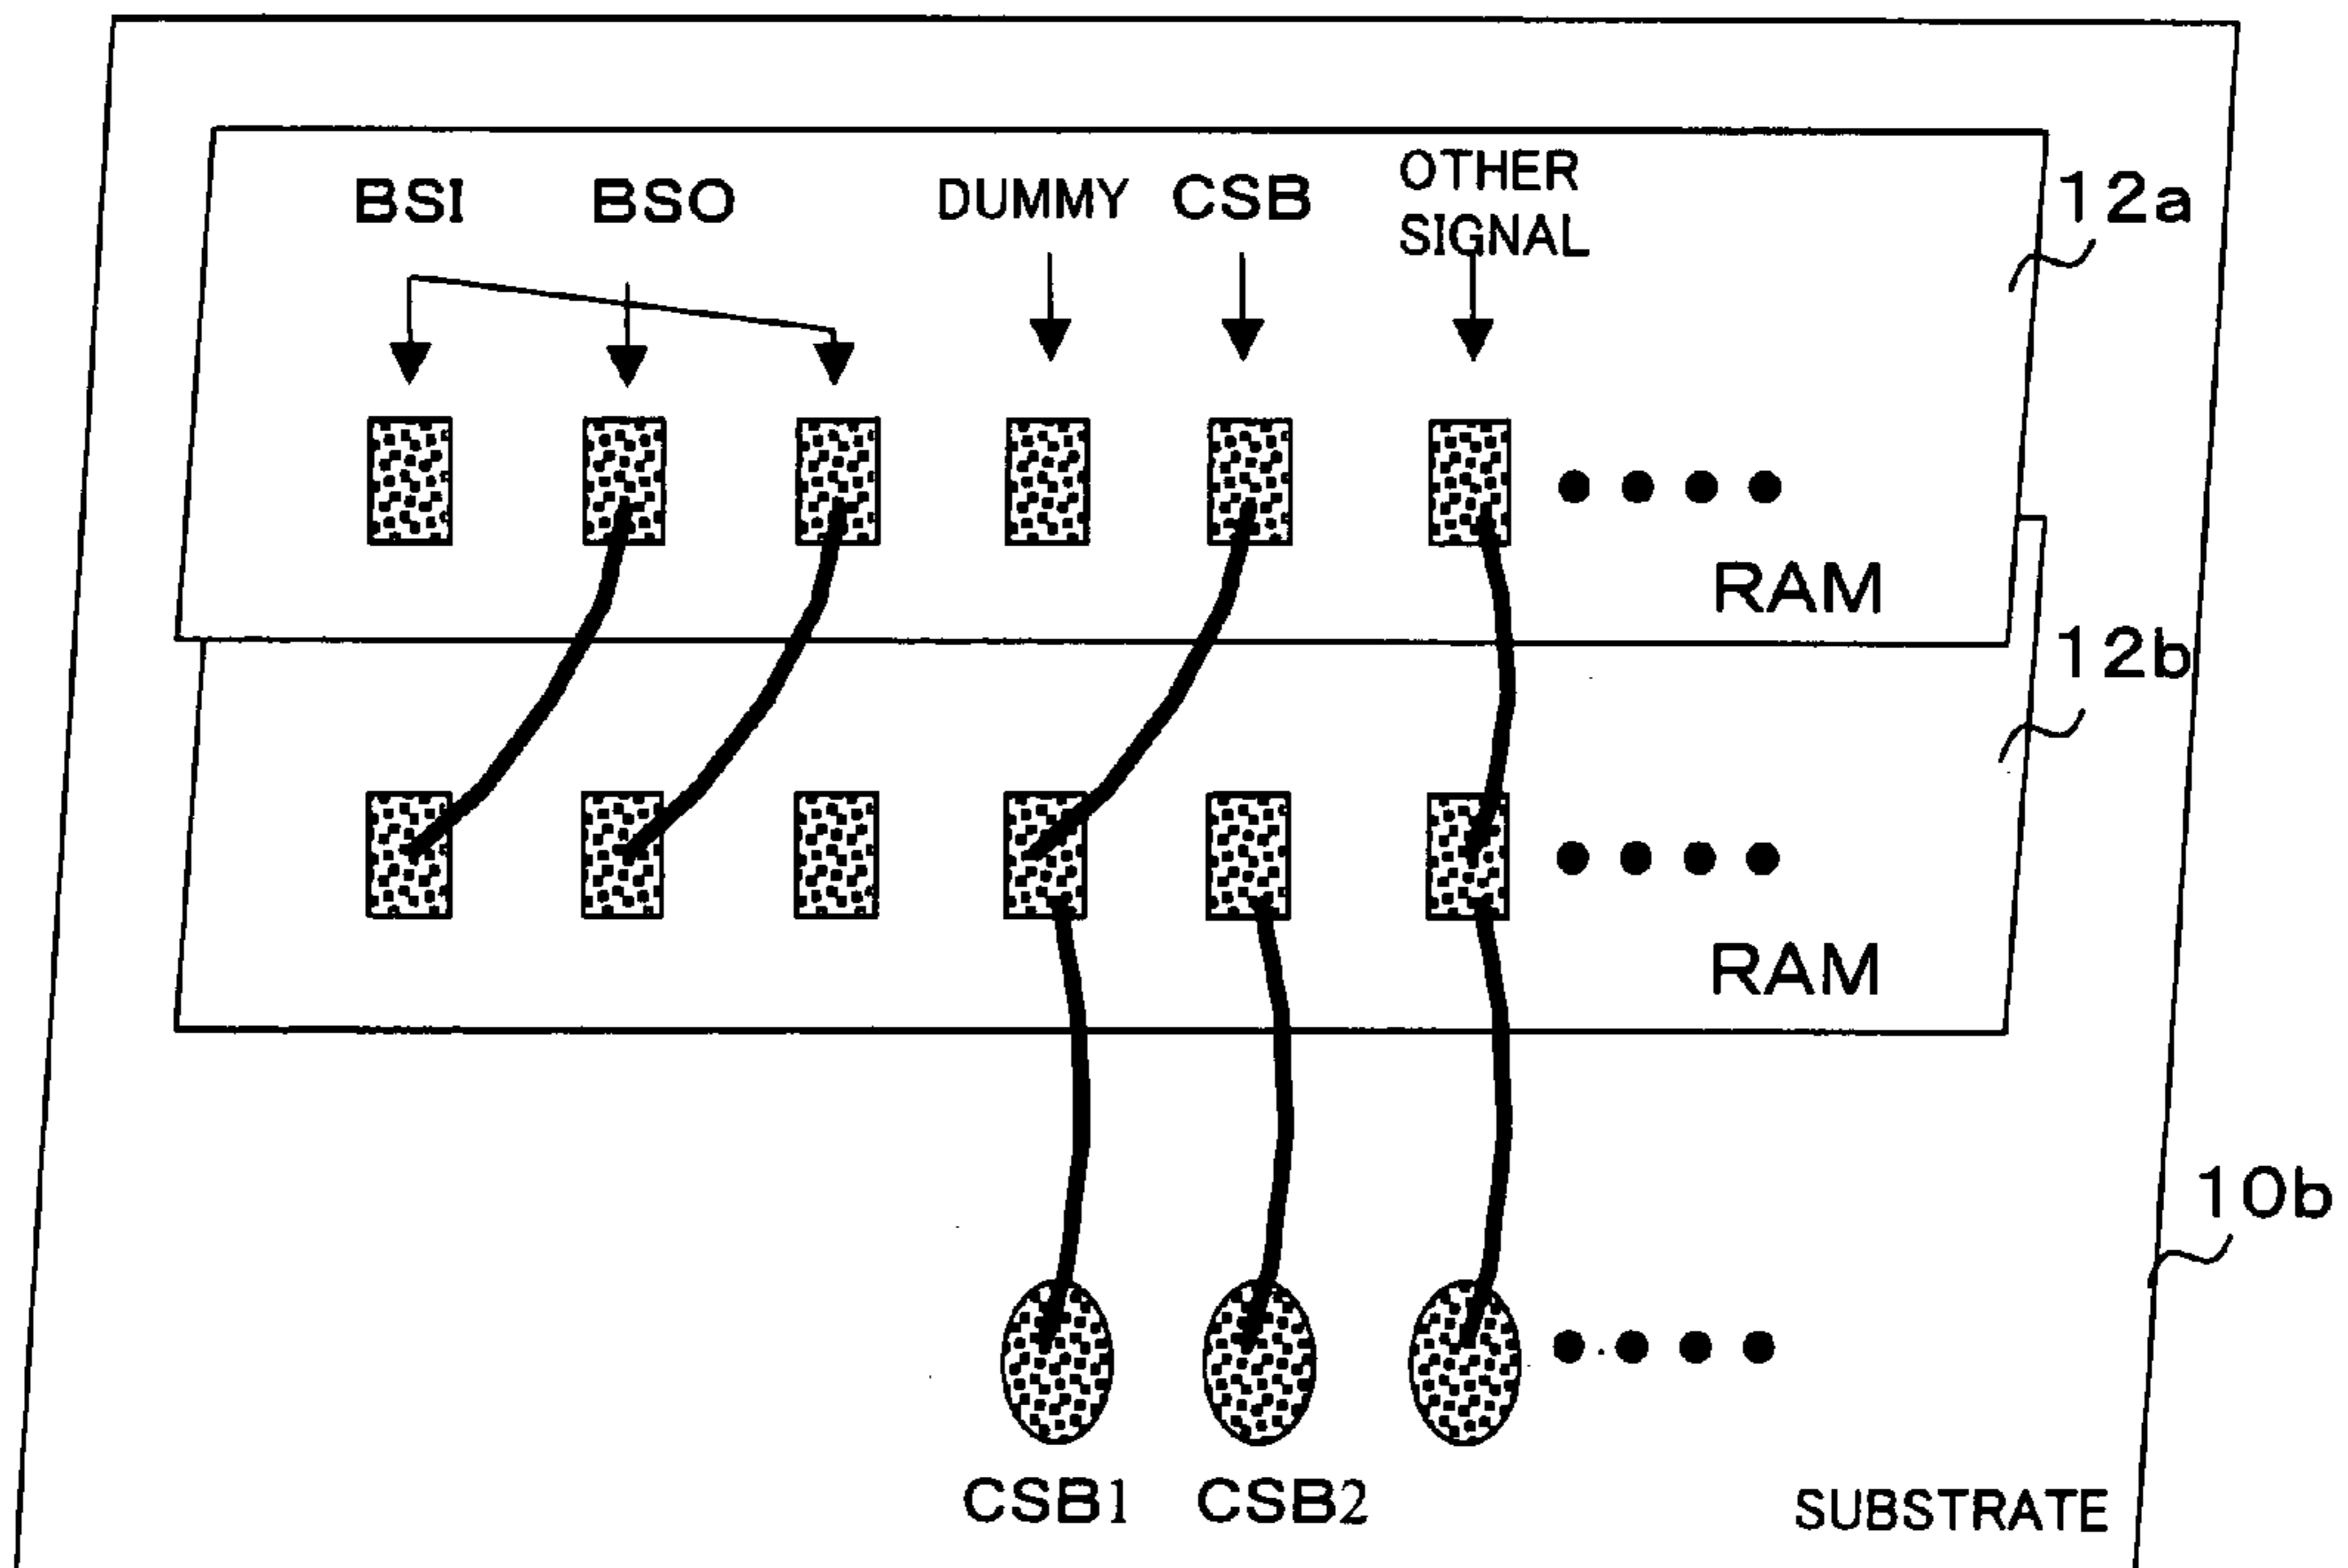 BSI BSO DUMMY CSB OTHER
SIGNAL
12a
RAM
12b
RAM
10b
CSB1 CSB2 SUBSTRATE